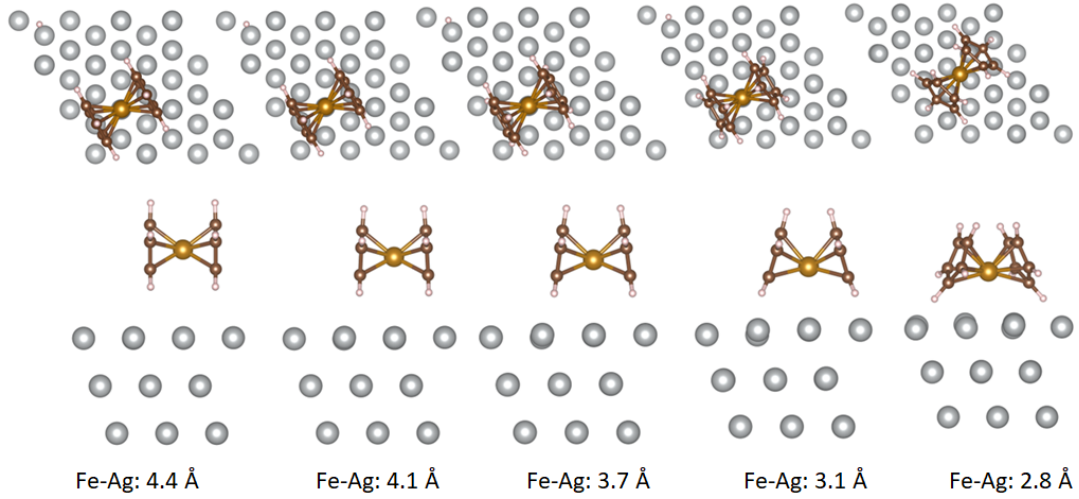 Fe-Ag: 4.4 Å
Fe-Ag: 4.1 Å
Fe-Ag: 3.7 Å
Fe-Ag: 3.1 Å
Fe-Ag: 2.8 Å